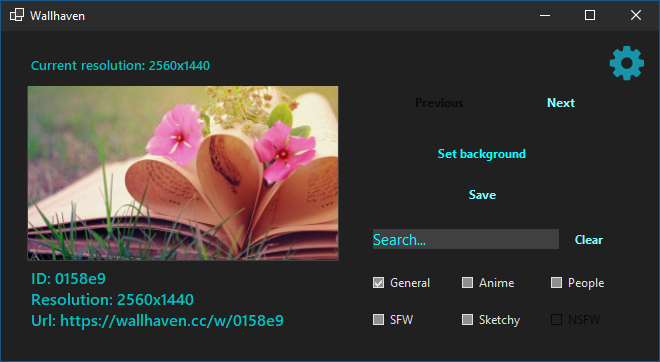 Wallhaven
Current resolution: 2560x1440
Previous
Next
Set background
Save
Search...
Clear
ID: 0158e9
Resolution: 2560x1440
Url: https://wallhaven.cc/w/0158e9
General
Anime
People
SFW
Sketchy
NSFW